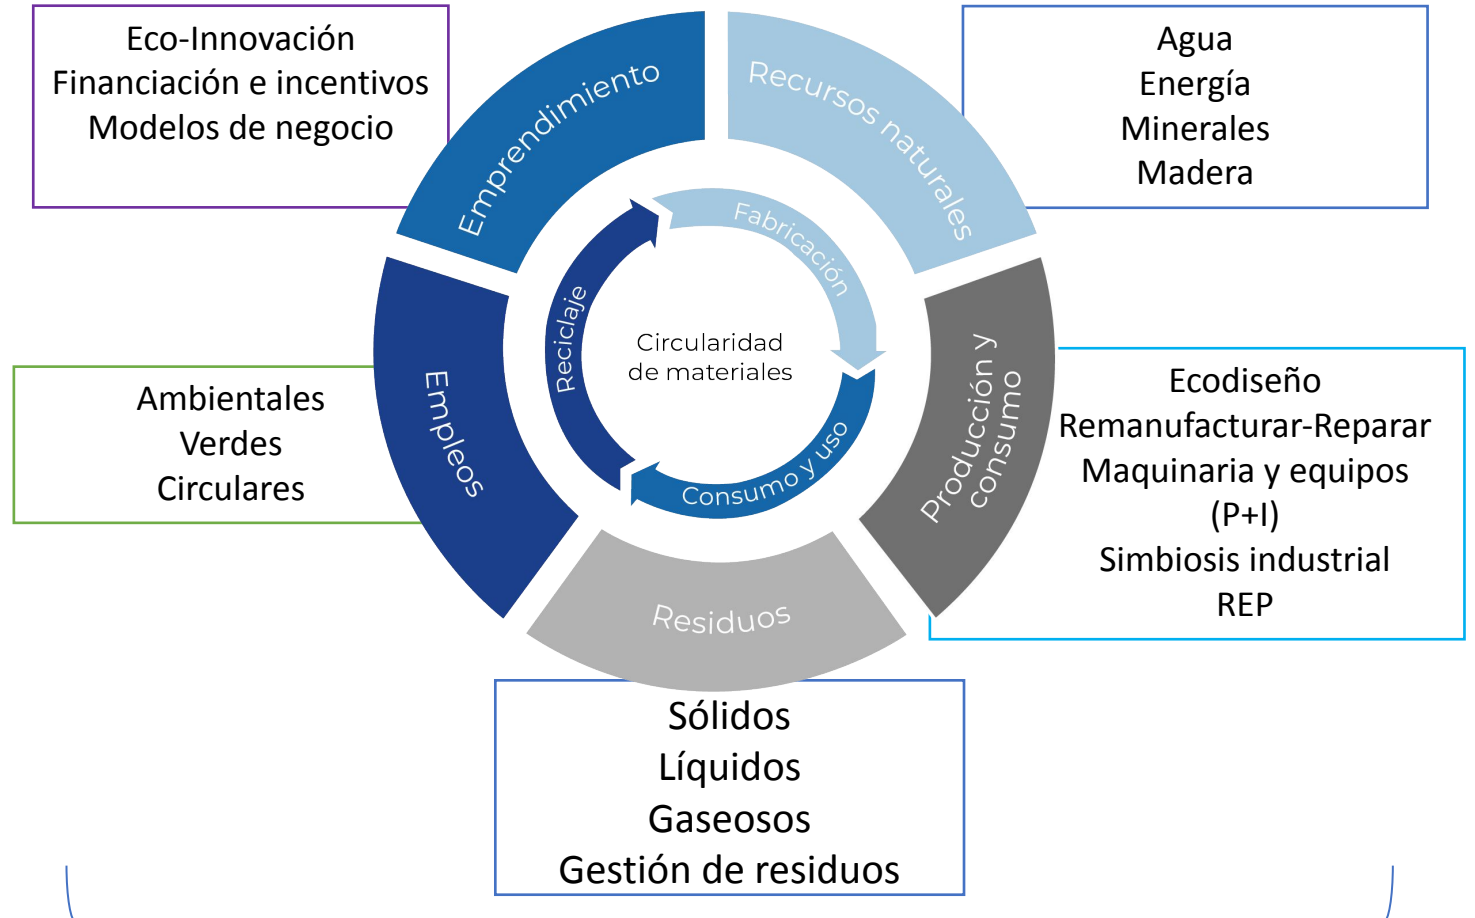 Eco-Innovación
Financiación e incentivos
Modelos de negocio
Emprendimiento
Recursos naturales
Agua
Energía
Minerales
Madera
Fabricación
Reciclaje
Consumo y uso
Circularidad
de materiales
Empleos
Ambientales
Verdes
Circulares
Producción y
consumo
Ecodiseño
Remanufacturar-Reparar
Maquinaria y equipos
(P+I)
Simbiosis industrial
REP
Residuos
Sólidos
Líquidos
Gaseosos
Gestión de residuos